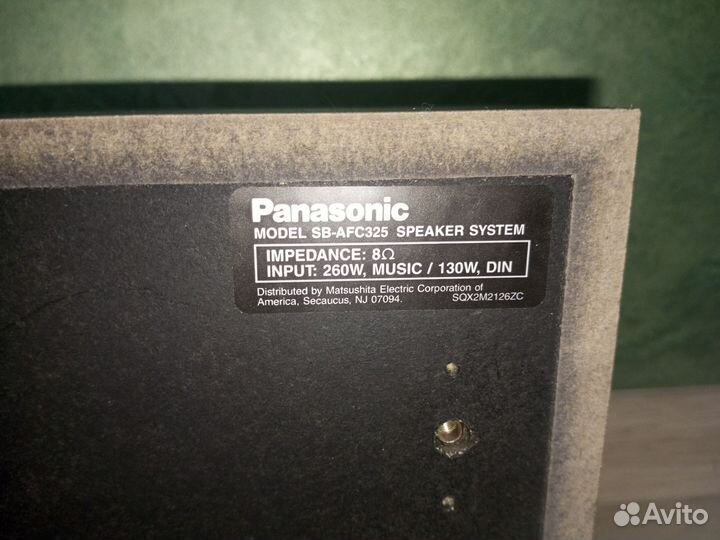 Panasonic
MODEL SB-AFC325 SPEAKER SYSTEM
IMPEDANCE: 8Ω
INPUT: 260W, MUSIC / 130W, DIN
Distributed by Matsushita Electric Corporation of
America, Secaucus, NJ 07094. SQX2M2126ZC
Avito